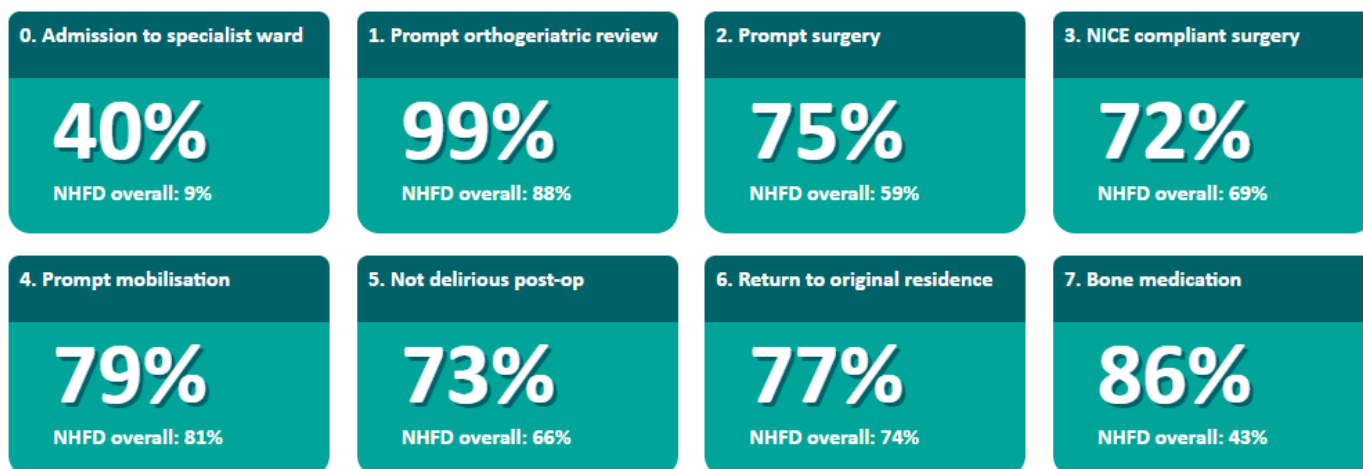 0. Admission to specialist ward
40%
NHFD overall: 9%
1. Prompt orthogeriatric review
99%
NHFD overall: 88%
2. Prompt surgery
75%
NHFD overall: 59%
3. NICE compliant surgery
72%
NHFD overall: 69%
4. Prompt mobilisation
79%
NHFD overall: 81%
5. Not delirious post-op
73%
NHFD overall: 66%
6. Return to original residence
77%
NHFD overall: 74%
7. Bone medication
86%
NHFD overall: 43%